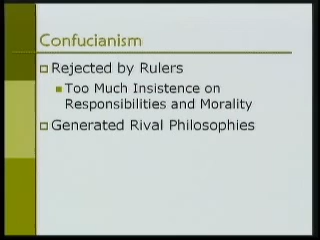 Confucianism
Rejected by Rulers
Too Much Insistence on
Responsibilities and Morality
Generated Rival Philosophies